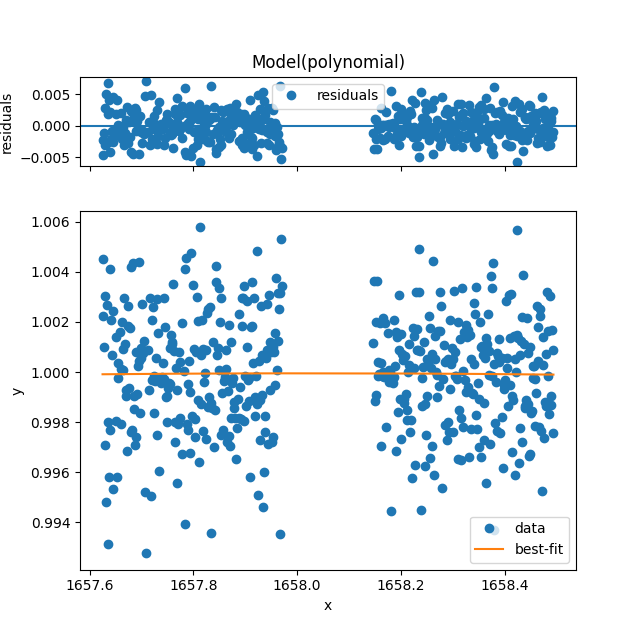 Model(polynomial)
residuals
0.005
0.000
−0.005
residuals
1.006
1.004
1.002
1.000
0.998
0.996
0.994
y
data
best-fit
1657.6 1657.8 1658.0 1658.2 1658.4
x